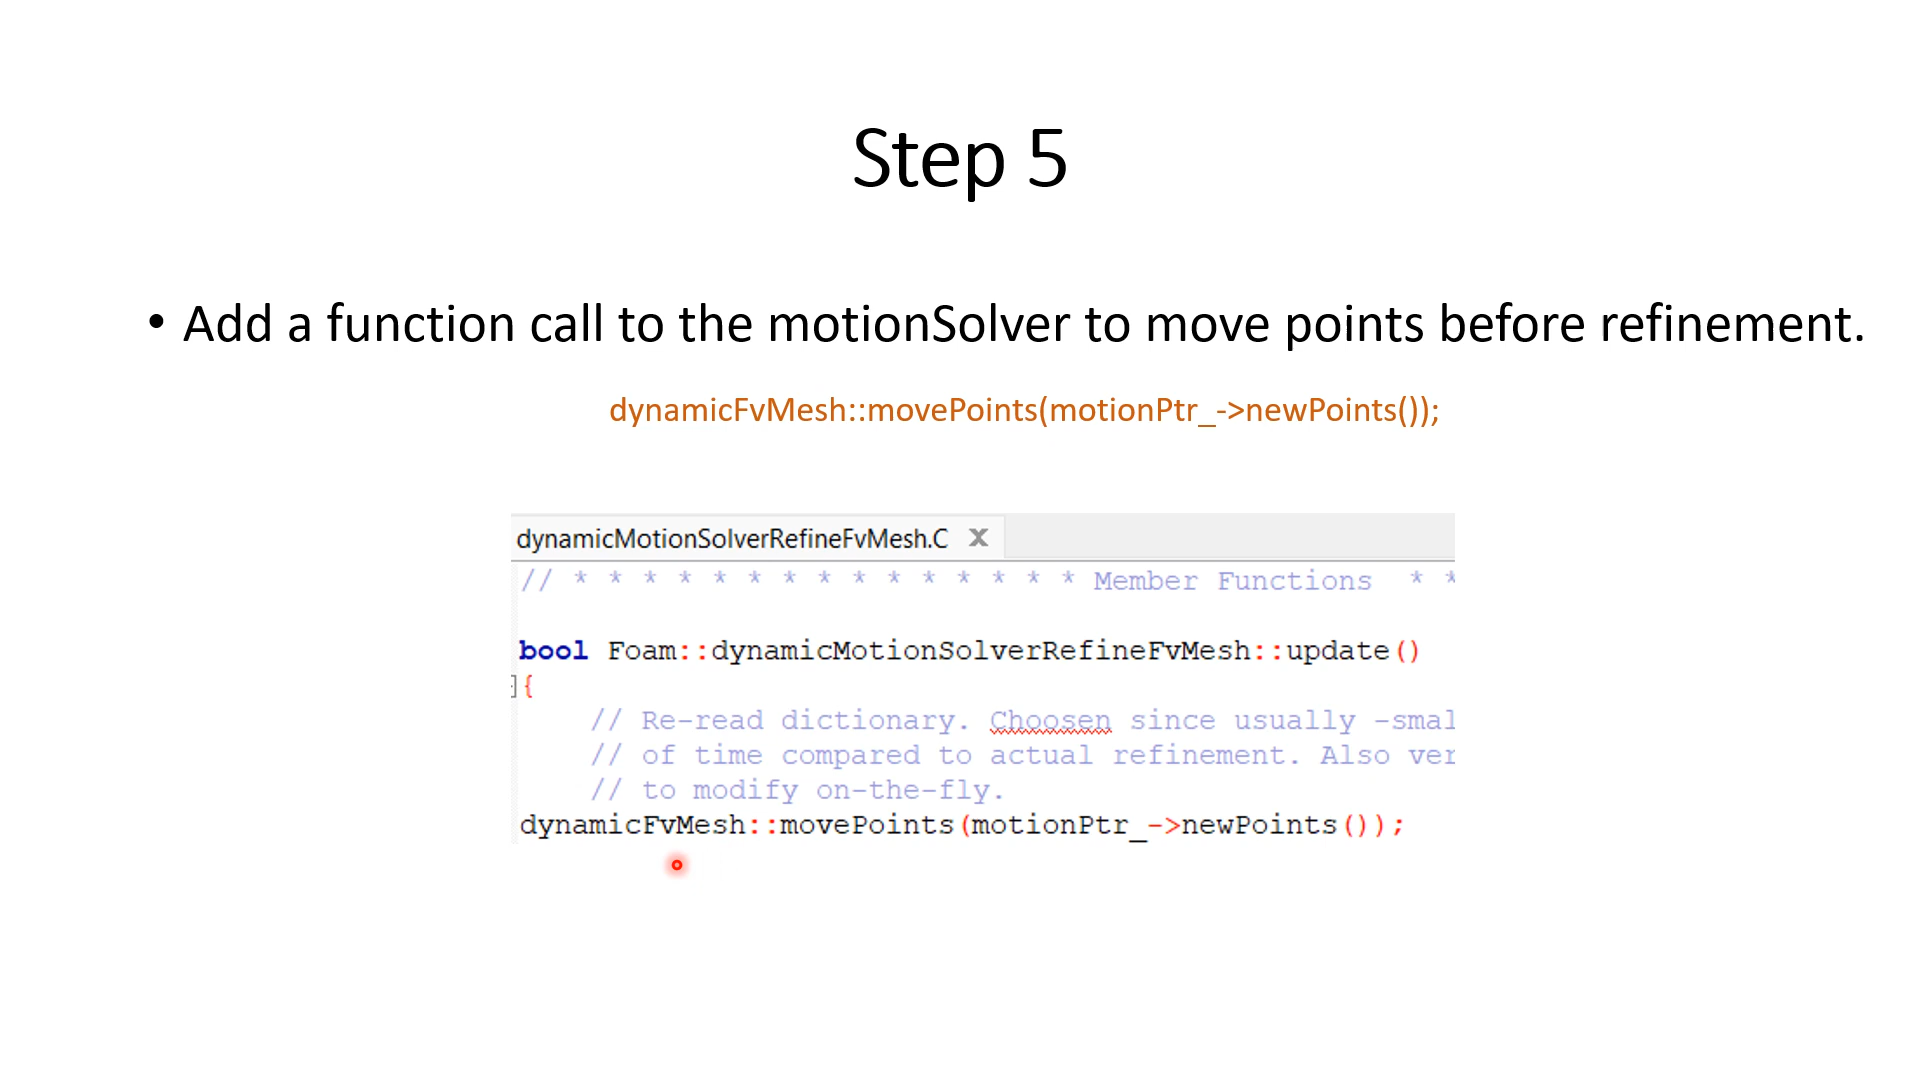 Step 5
• Add a function call to the motionSolver to move points before refinement.
dynamicFvMesh::movePoints(motionPtr_->newPoints());
dynamicMotionSolverRefineFvMesh.C X
// * * * * * * * * * * * * * * * Member Functions * *
bool Foam::dynamicMotionSolverRefineFvMesh::update()
{
// Re-read dictionary. Choosen since usually -smal
// of time compared to actual refinement. Also ver
// to modify on-the-fly.
dynamicFvMesh::movePoints(motionPtr_->newPoints());